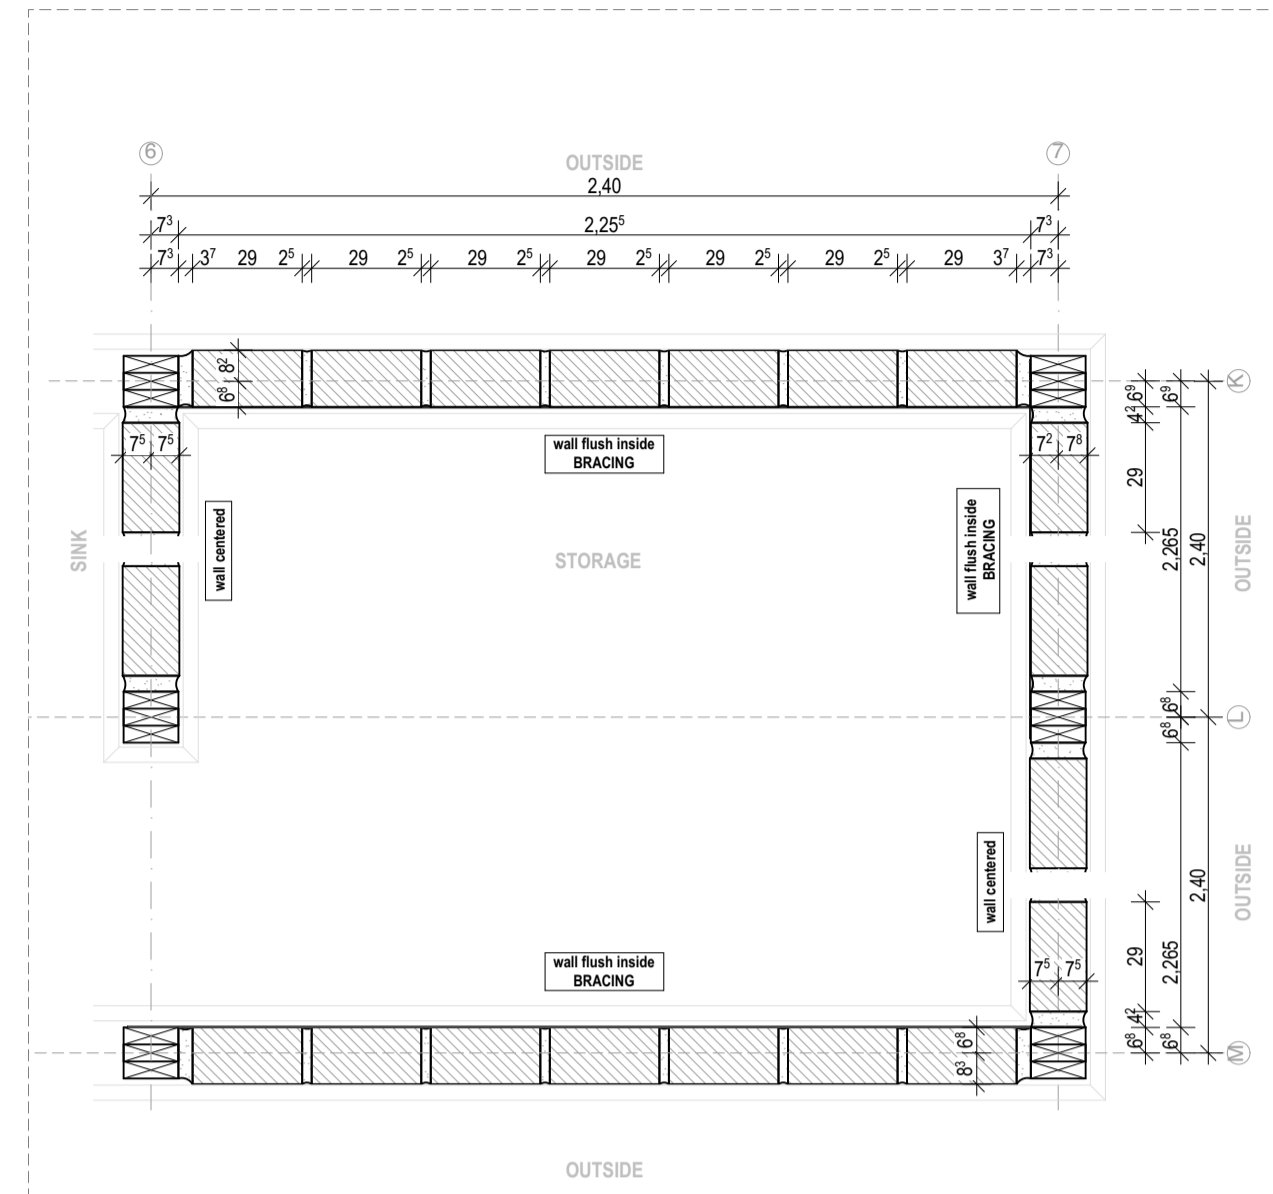 6
7
OUTSIDE
2,40
7³ 2,25⁵ 7³
7³ 3⁷ 29 2⁵ 29 2⁵ 29 2⁵ 29 2⁵ 29 2⁵ 29 2⁵ 29 3⁷ 7³
8²
6⁸
K
6⁹
6⁹
4²
wall flush inside
BRACING
7⁵ 7⁵
7² 7⁸
29
SINK
wall centered
STORAGE
wall flush inside
BRACING
2,265
2,40
OUTSIDE
6⁸
6⁸
L
wall centered
2,40
OUTSIDE
wall flush inside
BRACING
7⁵ 7⁵
29
2,265
4²
6⁸
6⁸
6⁸
8³
M
OUTSIDE